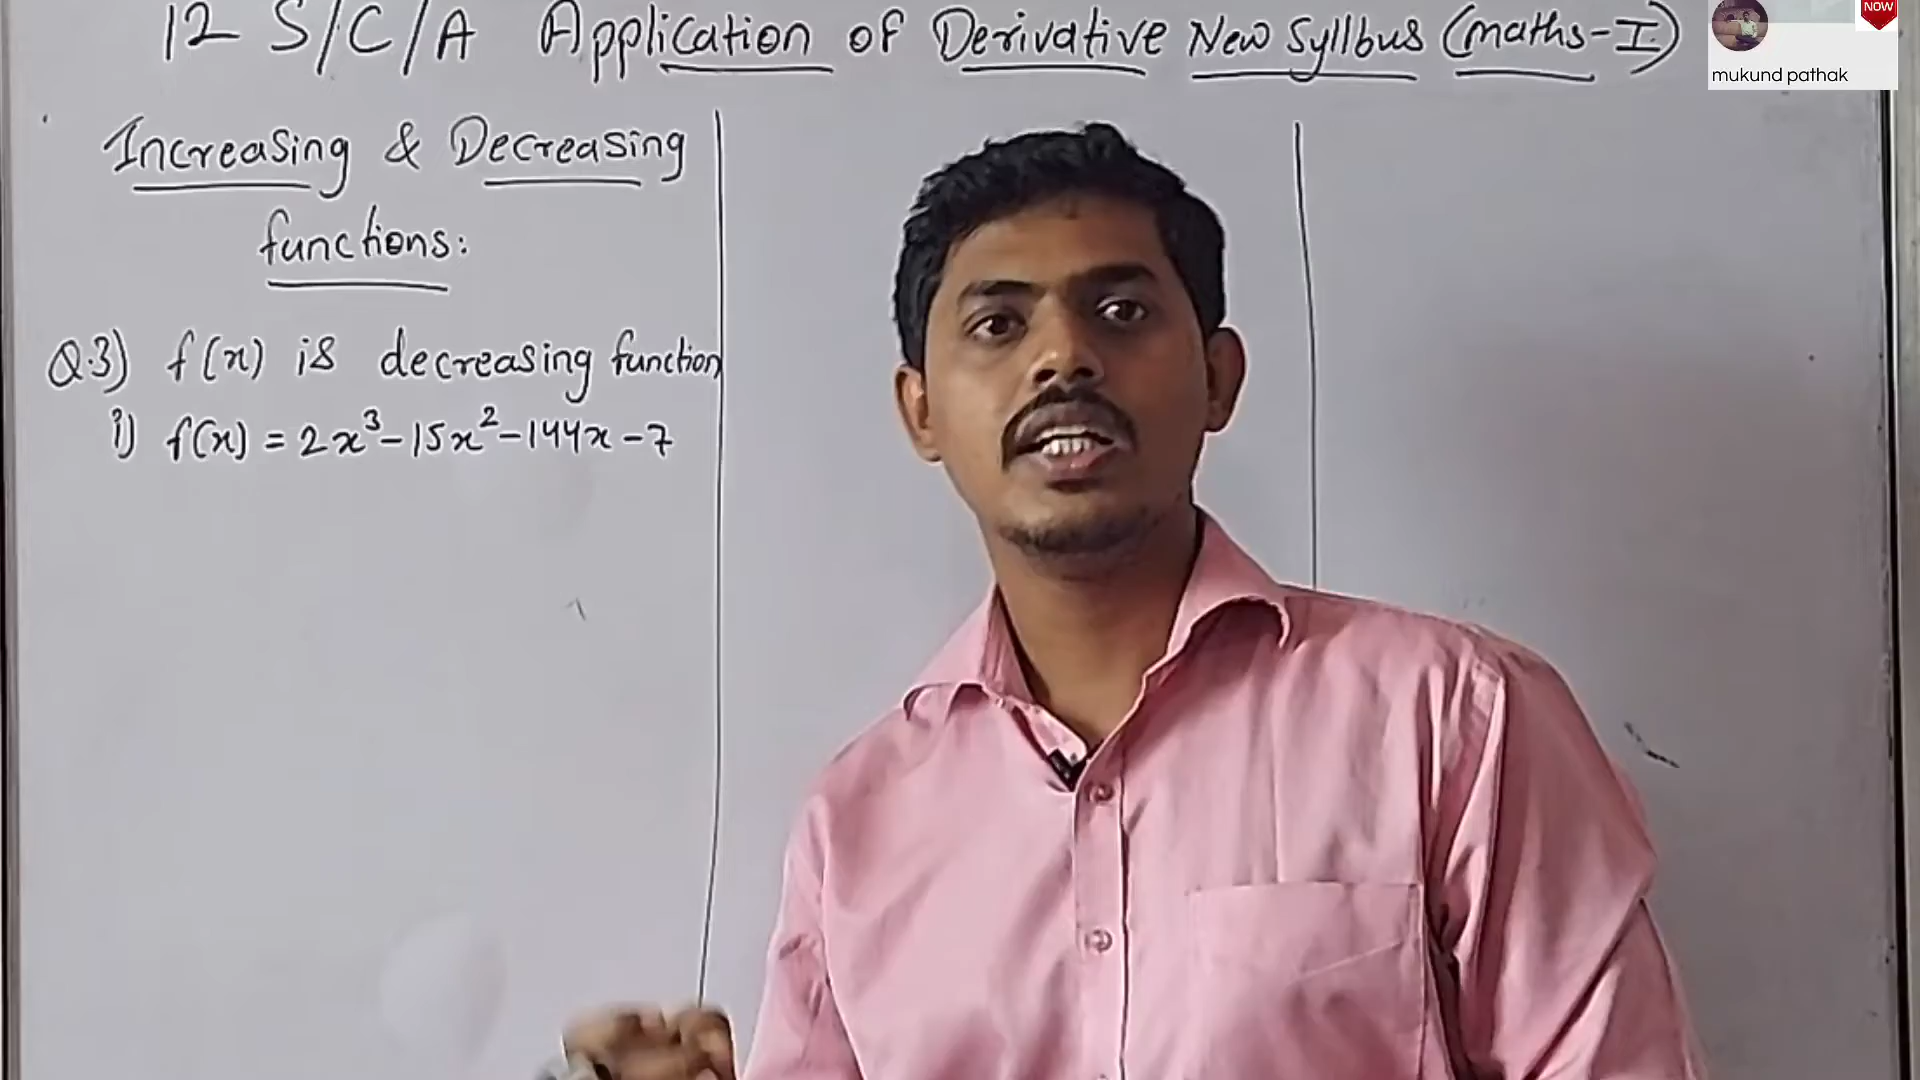 12 S/C/A Application of Derivative New Syllbus (maths-I)
NOW
mukund pathak
Increasing & Decreasing
functions:
Q.3) f(x) is decreasing function
i) f(x) = 2x³-15x²-144x-7